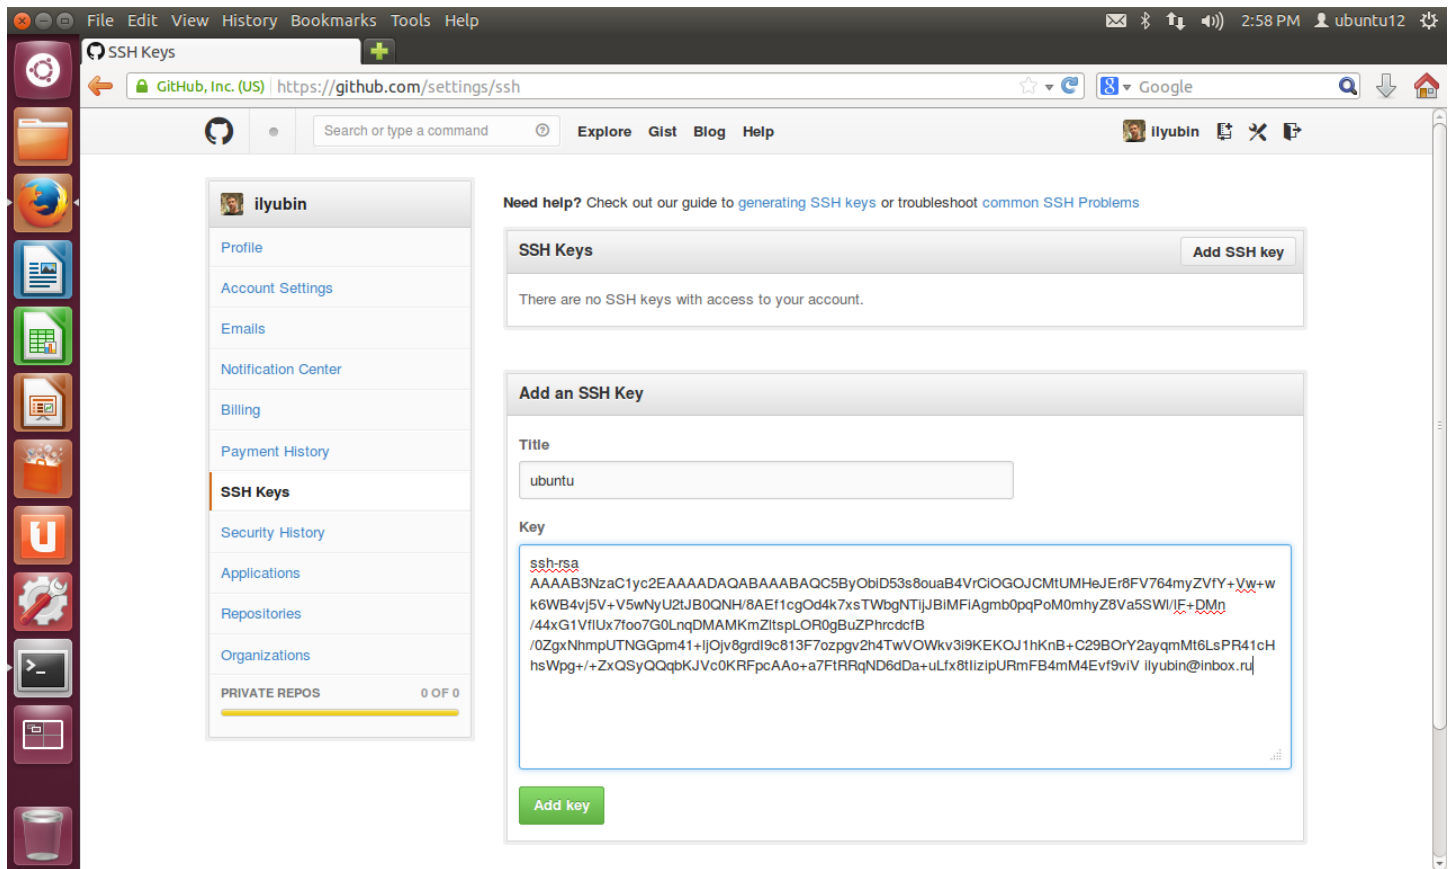 File Edit View History Bookmarks Tools Help
2:58 PM ubuntu12
SSH Keys
GitHub, Inc. (US) https://github.com/settings/ssh
Google
Search or type a command
Explore Gist Blog Help
ilyubin
ilyubin
Profile
Account Settings
Emails
Notification Center
Billing
Payment History
SSH Keys
Security History
Applications
Repositories
Organizations
PRIVATE REPOS 0 OF 0
Need help? Check out our guide to generating SSH keys or troubleshoot common SSH Problems
SSH Keys
Add SSH key
There are no SSH keys with access to your account.
Add an SSH Key
Title
ubuntu
Key
ssh-rsa
AAAAB3NzaC1yc2EAAAADAQABAAABAQC5ByObiD53s8ouaB4VrCiOGOJCMtUMHeJEr8FV764myZVfY+Vw+w
k6WB4vj5V+V5wNyU2tJB0QNH/8AEf1cgOd4k7xsTWbgNTijJBiMFiAgmb0pqPoM0mhyZ8Va5SWl/lF+DMn
/44xG1VflUx7foo7G0LnqDMAMKmZltspLOR0gBuZPhrcdcfB
/0ZgxNhmpUTNGGpm41+ljOjv8grdI9c813F7ozpgv2h4TwVOWkv3i9KEKOJ1hKnB+C29BOrY2ayqmMt6LsPR41cH
hsWpg+/+ZxQSyQQqbKJVc0KRFpcAAo+a7FtRRqND6dDa+uLfx8tIizipURmFB4mM4Evf9viV ilyubin@inbox.ru
Add key